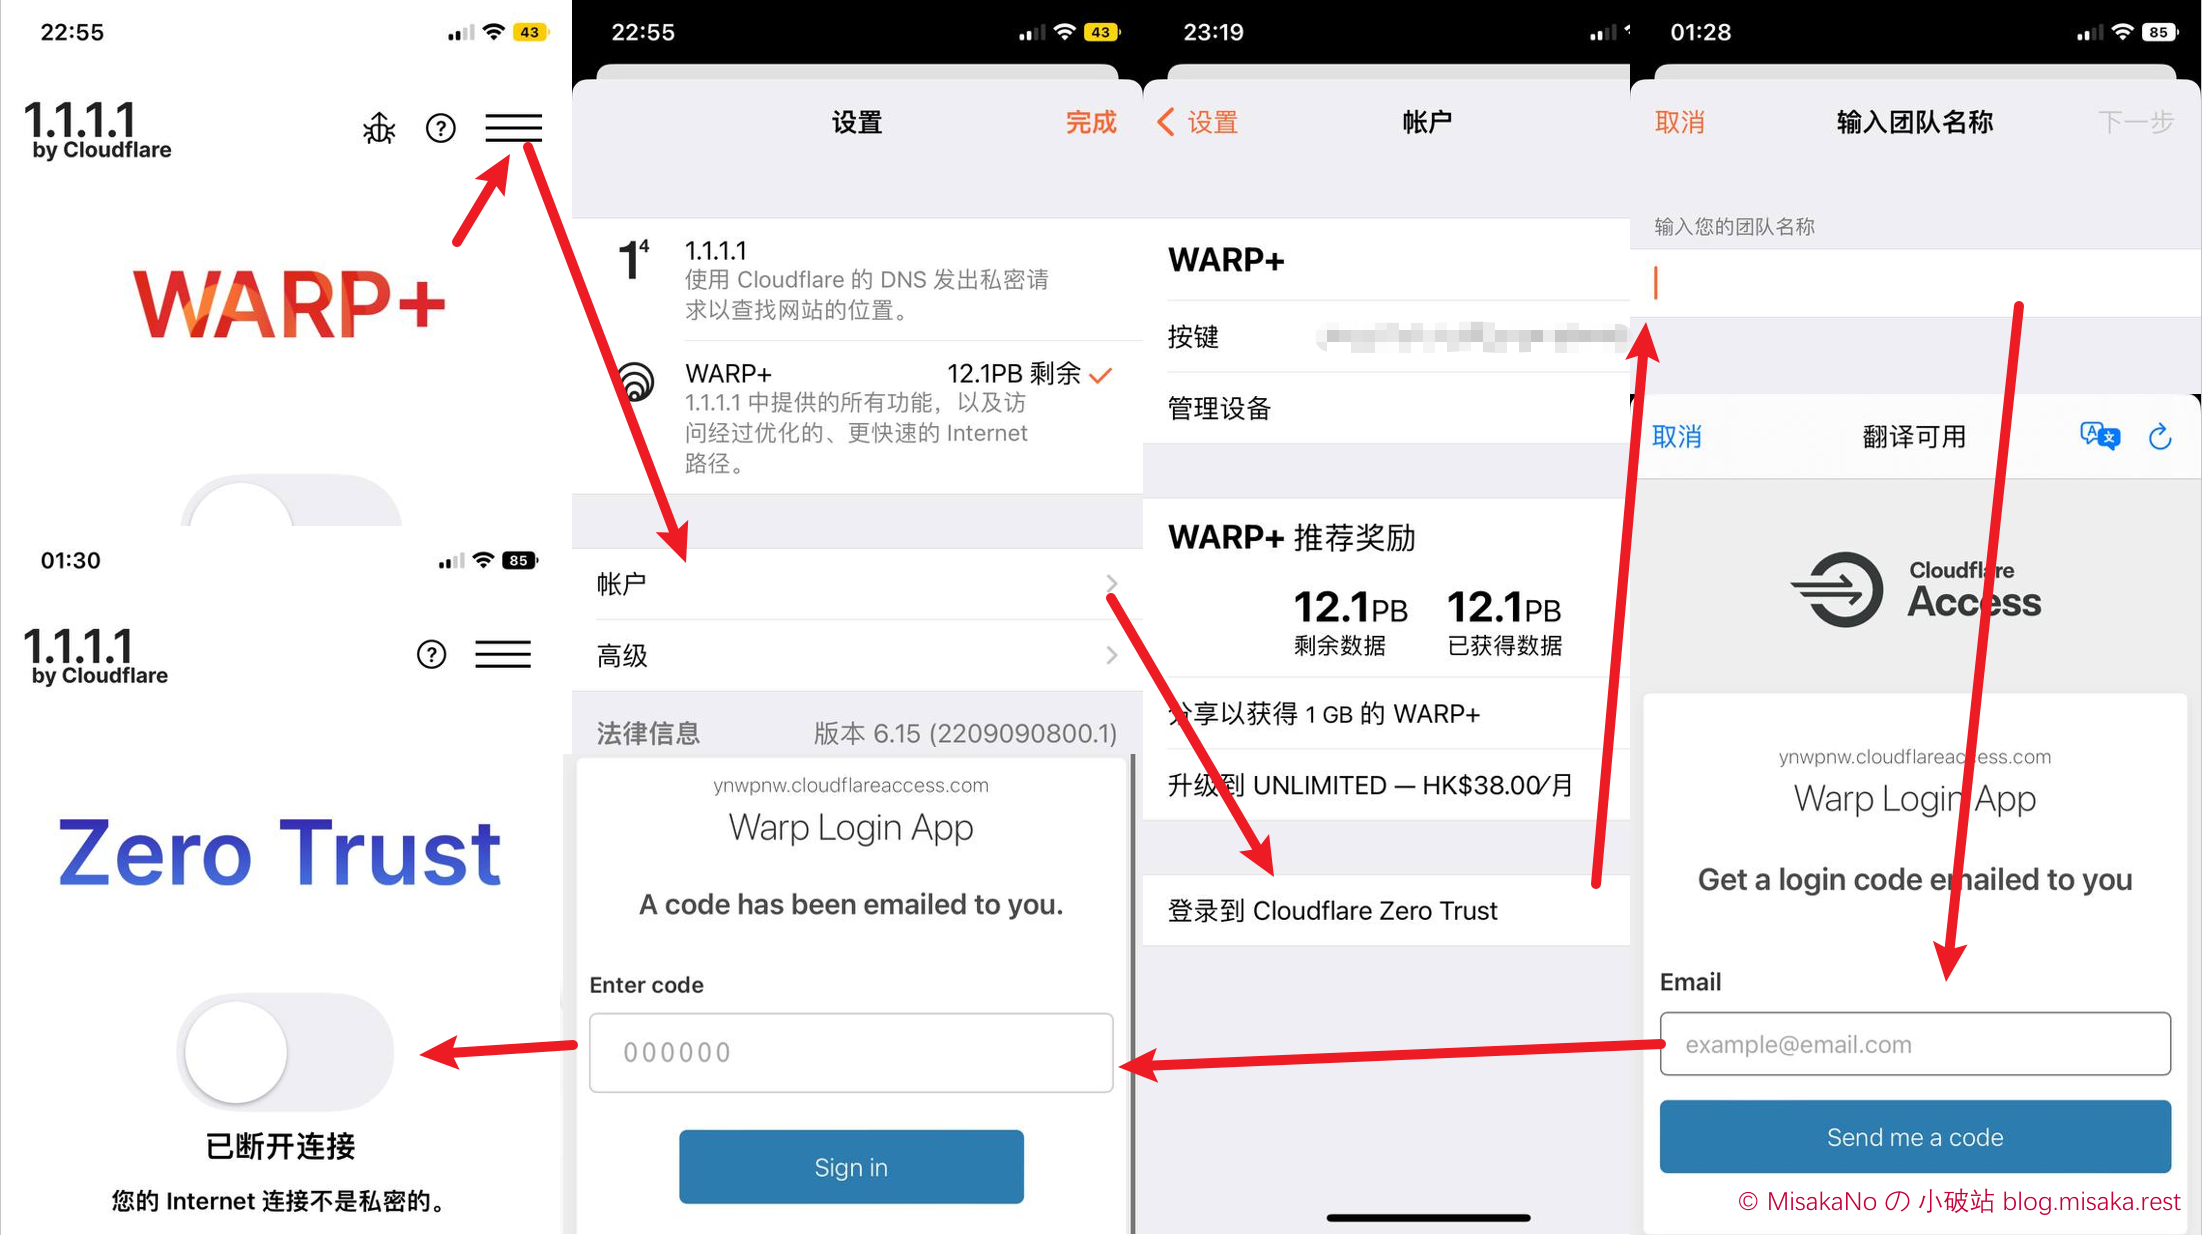 22:55
43
1.1.1.1
by Cloudflare
WARP+
01:30
85
1.1.1.1
by Cloudflare
Zero Trust
已断开连接
您的 Internet 连接不是私密的。
22:55
43
设置
完成
1⁴
1.1.1.1
使用 Cloudflare 的 DNS 发出私密请
求以查找网站的位置。
WARP+
12.1PB 剩余
1.1.1.1 中提供的所有功能，以及访
问经过优化的、更快速的 Internet
路径。
帐户
高级
法律信息
版本 6.15 (2209090800.1)
ynwpnw.cloudflareaccess.com
Warp Login App
A code has been emailed to you.
Enter code
000000
Sign in
23:19
设置
帐户
WARP+
按键
管理设备
WARP+ 推荐奖励
12.1PB
12.1PB
剩余数据
已获得数据
分享以获得 1 GB 的 WARP+
升级到 UNLIMITED — HK$38.00/月
登录到 Cloudflare Zero Trust
01:28
85
取消
输入团队名称
下一步
输入您的团队名称
取消
翻译可用
Cloudflare
Access
ynwpnw.cloudflareaccess.com
Warp Login App
Get a login code emailed to you
Email
example@email.com
Send me a code
© MisakaNo の 小破站 blog.misaka.rest